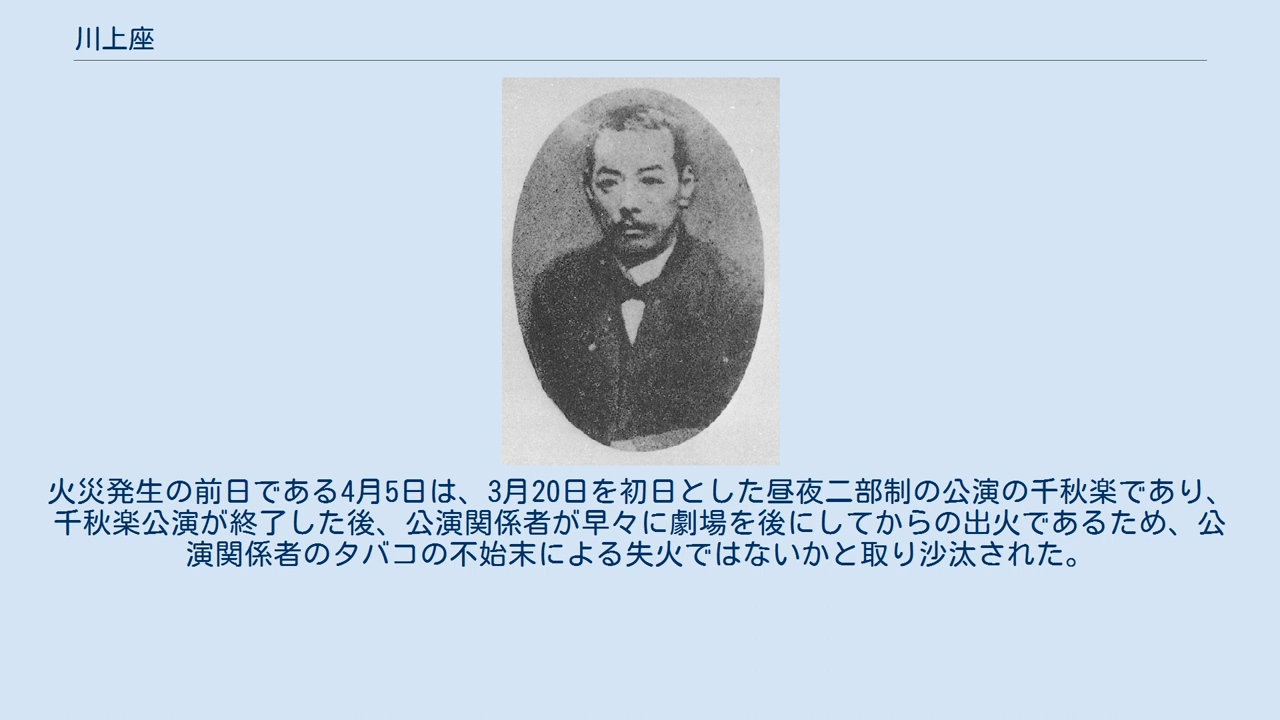 川上座
火災発生の前日である4月5日は、3月20日を初日とした昼夜二部制の公演の千秋楽であり、
千秋楽公演が終了した後、公演関係者が早々に劇場を後にしてからの出火であるため、公
演関係者のタバコの不始末による失火ではないかと取り沙汰された。